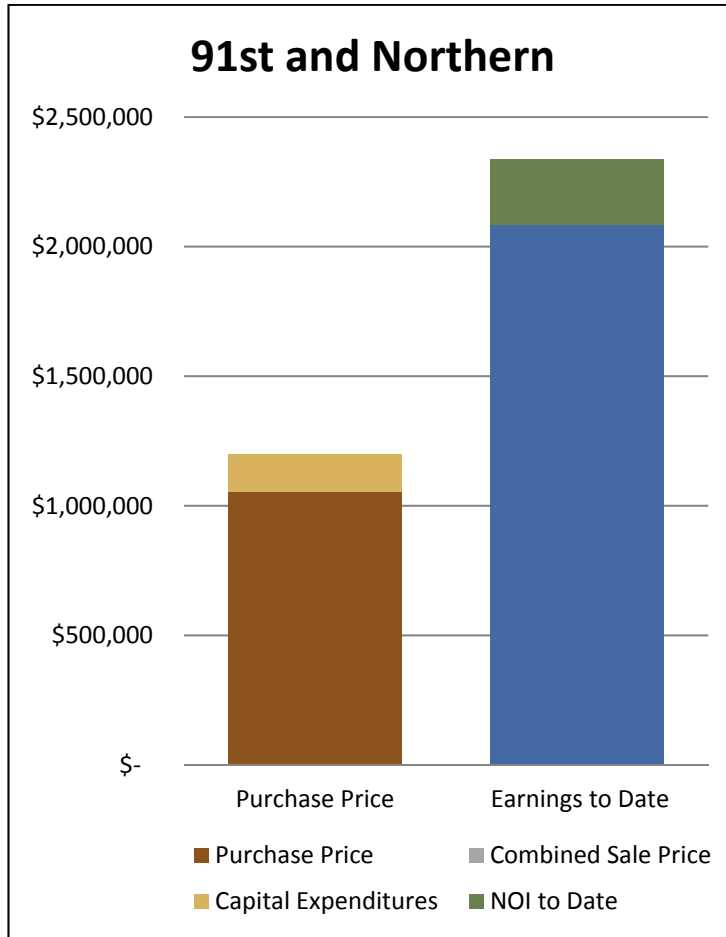 91st and Northern
$2,500,000
$2,000,000
$1,500,000
$1,000,000
$500,000
$-
Purchase Price Earnings to Date
Purchase Price Combined Sale Price
Capital Expenditures NOI to Date